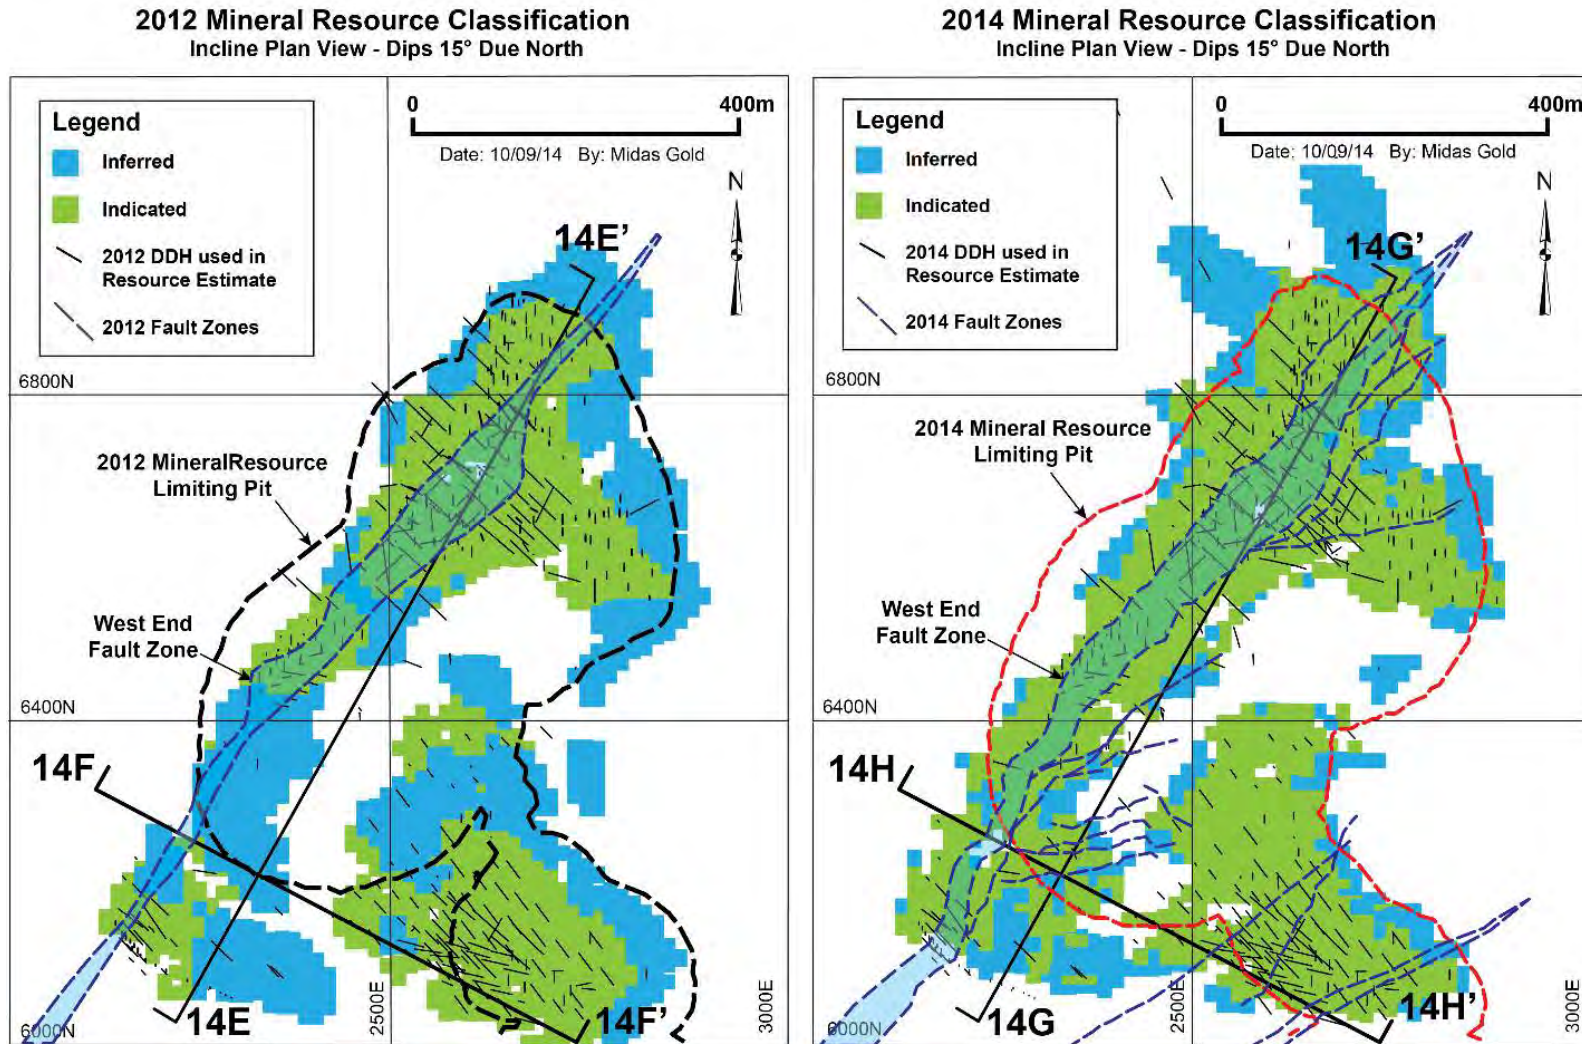 2012 Mineral Resource Classification
Incline Plan View - Dips 15° Due North
Legend
Inferred
Indicated
2012 DDH used in
Resource Estimate
2012 Fault Zones
0 400m
Date: 10/09/14 By: Midas Gold
N
14E’
6800N
2012 MineralResource
Limiting Pit
West End
Fault Zone
6400N
14F
14E
14F’
6000N
2500E
3000E
2014 Mineral Resource Classification
Incline Plan View - Dips 15° Due North
Legend
Inferred
Indicated
2014 DDH used in
Resource Estimate
2014 Fault Zones
0 400m
Date: 10/09/14 By: Midas Gold
N
14G’
6800N
2014 Mineral Resource
Limiting Pit
West End
Fault Zone
6400N
14H
14G
14H’
6000N
2500E
3000E